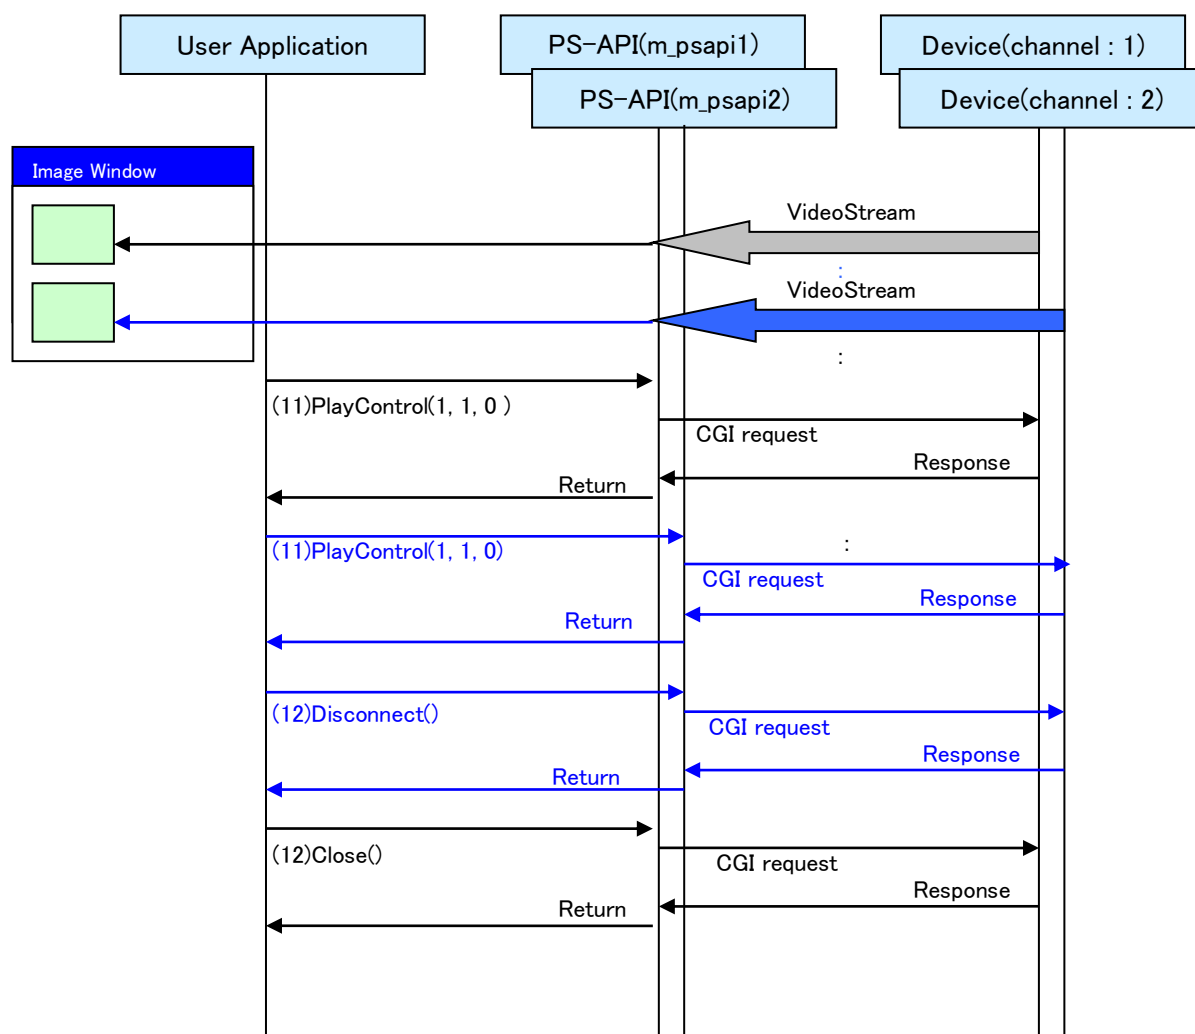 User Application
PS-API(m_psapi1)
Device(channel : 1)
PS-API(m_psapi2)
Device(channel : 2)
Image Window
VideoStream
:
VideoStream
:
(11)PlayControl(1, 1, 0 )
CGI request
Response
Return
(11)PlayControl(1, 1, 0)
:
CGI request
Response
Return
(12)Disconnect()
CGI request
Response
Return
(12)Close()
CGI request
Response
Return